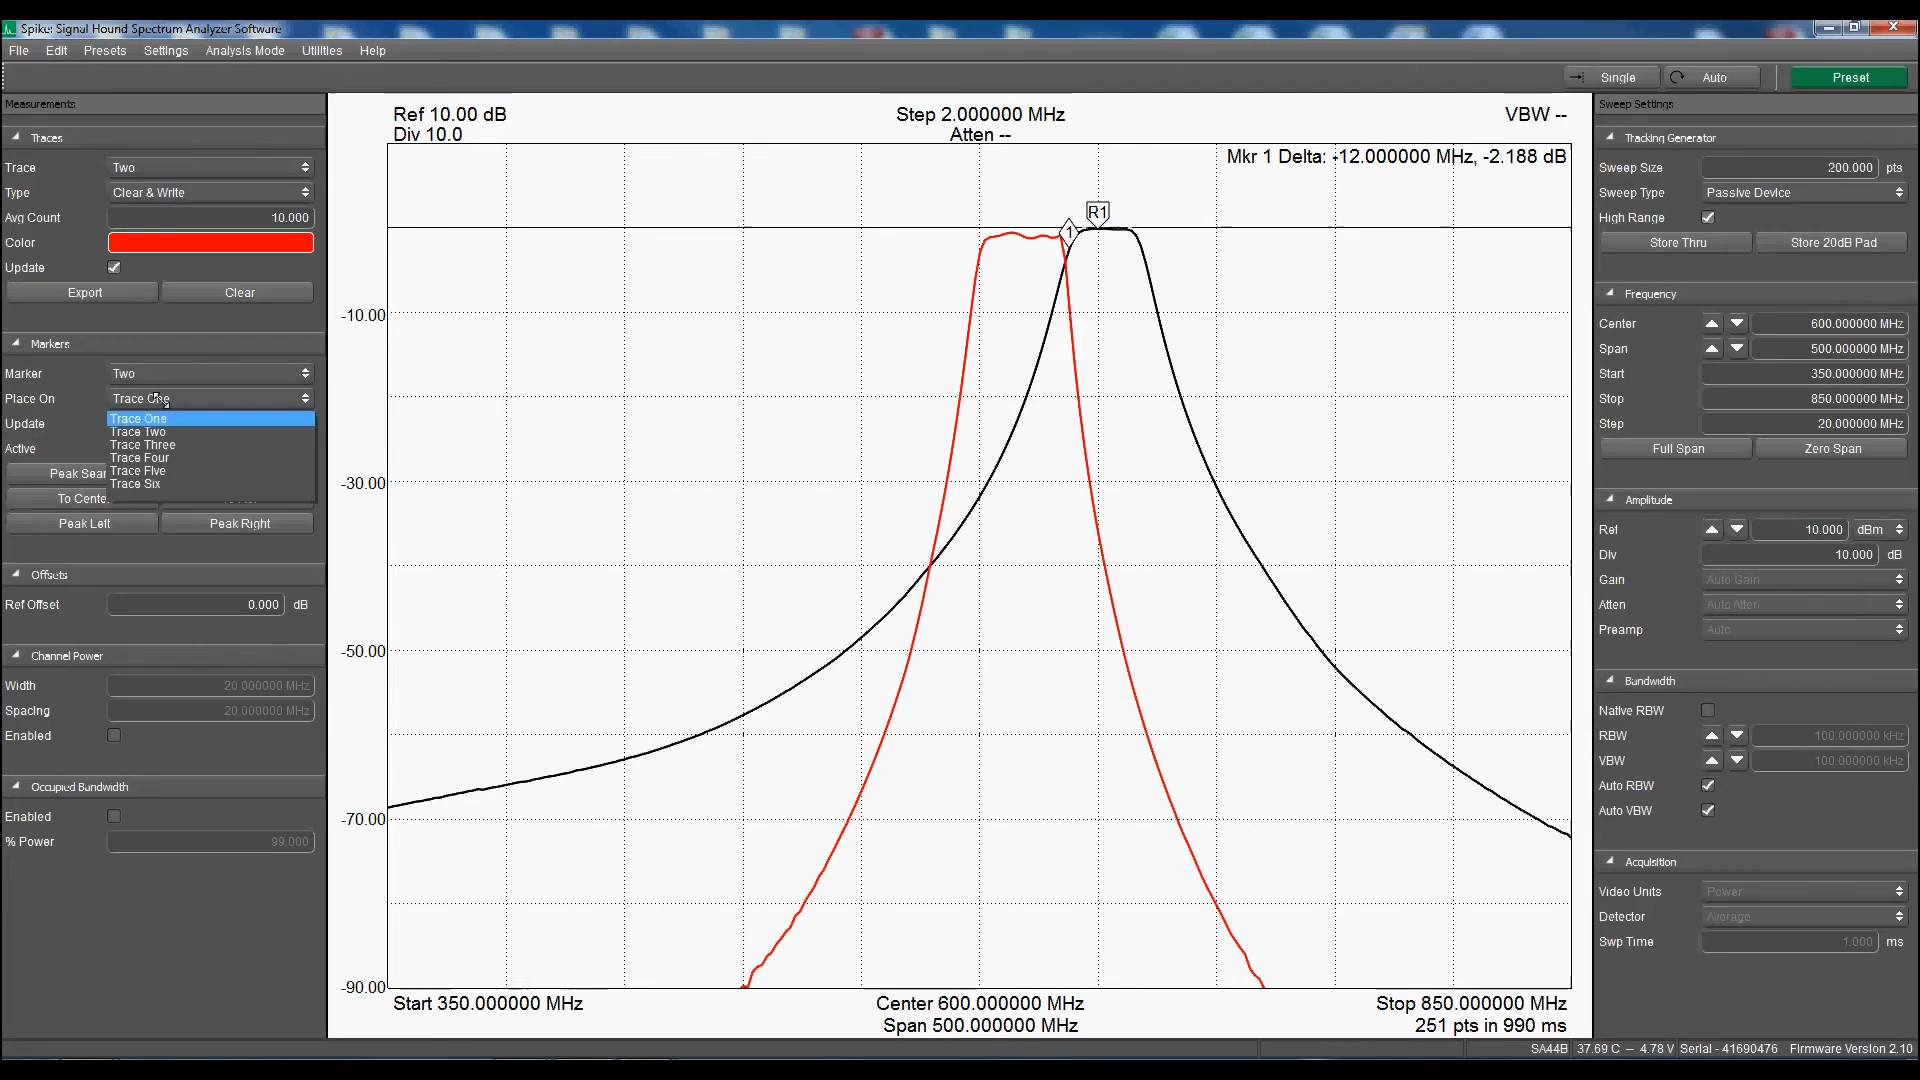 Spike: Signal Hound Spectrum Analyzer Software
File Edit Presets Settings Analysis Mode Utilities Help
Single Auto Preset
Measurements
Traces
Trace Two
Type Clear & Write
Avg Count 10.000
Color
Update
Export Clear
Markers
Marker Two
Place On Trace One
Update
Active
Trace One
Trace Two
Trace Three
Trace Four
Trace Five
Trace Six
Peak Sear
To Cente
Peak Left Peak Right
Offsets
Ref Offset 0.000 dB
Channel Power
Width 20.000000 MHz
Spacing 20.000000 MHz
Enabled
Occupied Bandwidth
Enabled
% Power 99.000
Ref 10.00 dB
Div 10.0
Step 2.000000 MHz
Atten --
VBW --
Mkr 1 Delta: -12.000000 MHz, -2.188 dB
R1
1
-10.00
-30.00
-50.00
-70.00
-90.00
Start 350.000000 MHz
Center 600.000000 MHz
Span 500.000000 MHz
Stop 850.000000 MHz
251 pts in 990 ms
Sweep Settings
Tracking Generator
Sweep Size 200.000 pts
Sweep Type Passive Device
High Range
Store Thru Store 20dB Pad
Frequency
Center 600.000000 MHz
Span 500.000000 MHz
Start 350.000000 MHz
Stop 850.000000 MHz
Step 20.000000 MHz
Full Span Zero Span
Amplitude
Ref 10.000 dBm
Div 10.000 dB
Gain Auto Gain
Atten Auto Atten
Preamp Auto
Bandwidth
Native RBW
RBW 100.000000 kHz
VBW 100.000000 kHz
Auto RBW
Auto VBW
Acquisition
Video Units Power
Detector Average
Swp Time 1.000 ms
SA44B 37.69 C -- 4.78 V Serial - 41690476 Firmware Version 2.10